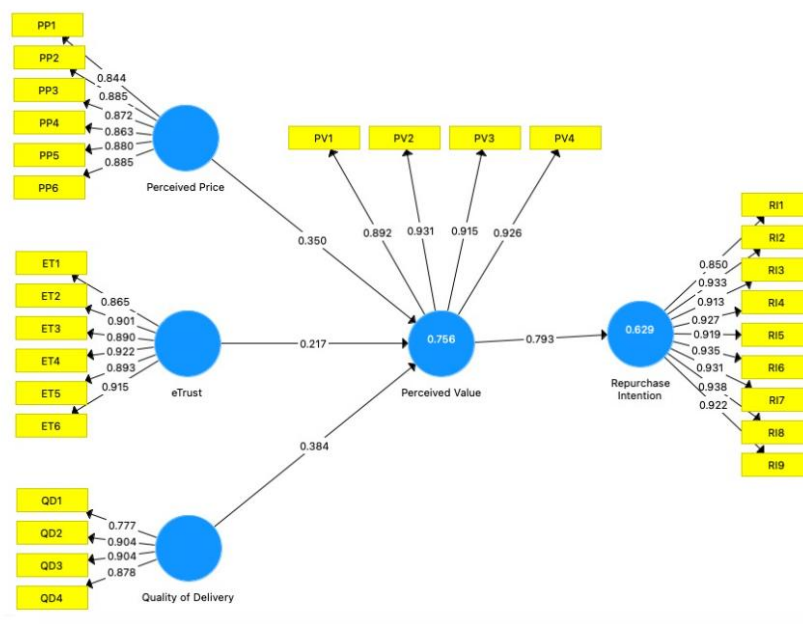 PP1
PP2
PP3
PP4
PP5
PP6
0.844
0.885
0.872
0.863
0.880
0.885
Perceived Price
ET1
ET2
ET3
ET4
ET5
ET6
0.865
0.901
0.890
0.922
0.893
0.915
eTrust
QD1
QD2
QD3
QD4
0.777
0.904
0.904
0.878
Quality of Delivery
0.350
0.217
0.384
PV1
PV2
PV3
PV4
0.892
0.931
0.915
0.926
0.756
Perceived Value
0.793
0.629
Repurchase
Intention
0.850
0.933
0.913
0.927
0.919
0.935
0.931
0.938
0.922
RI1
RI2
RI3
RI4
RI5
RI6
RI7
RI8
RI9